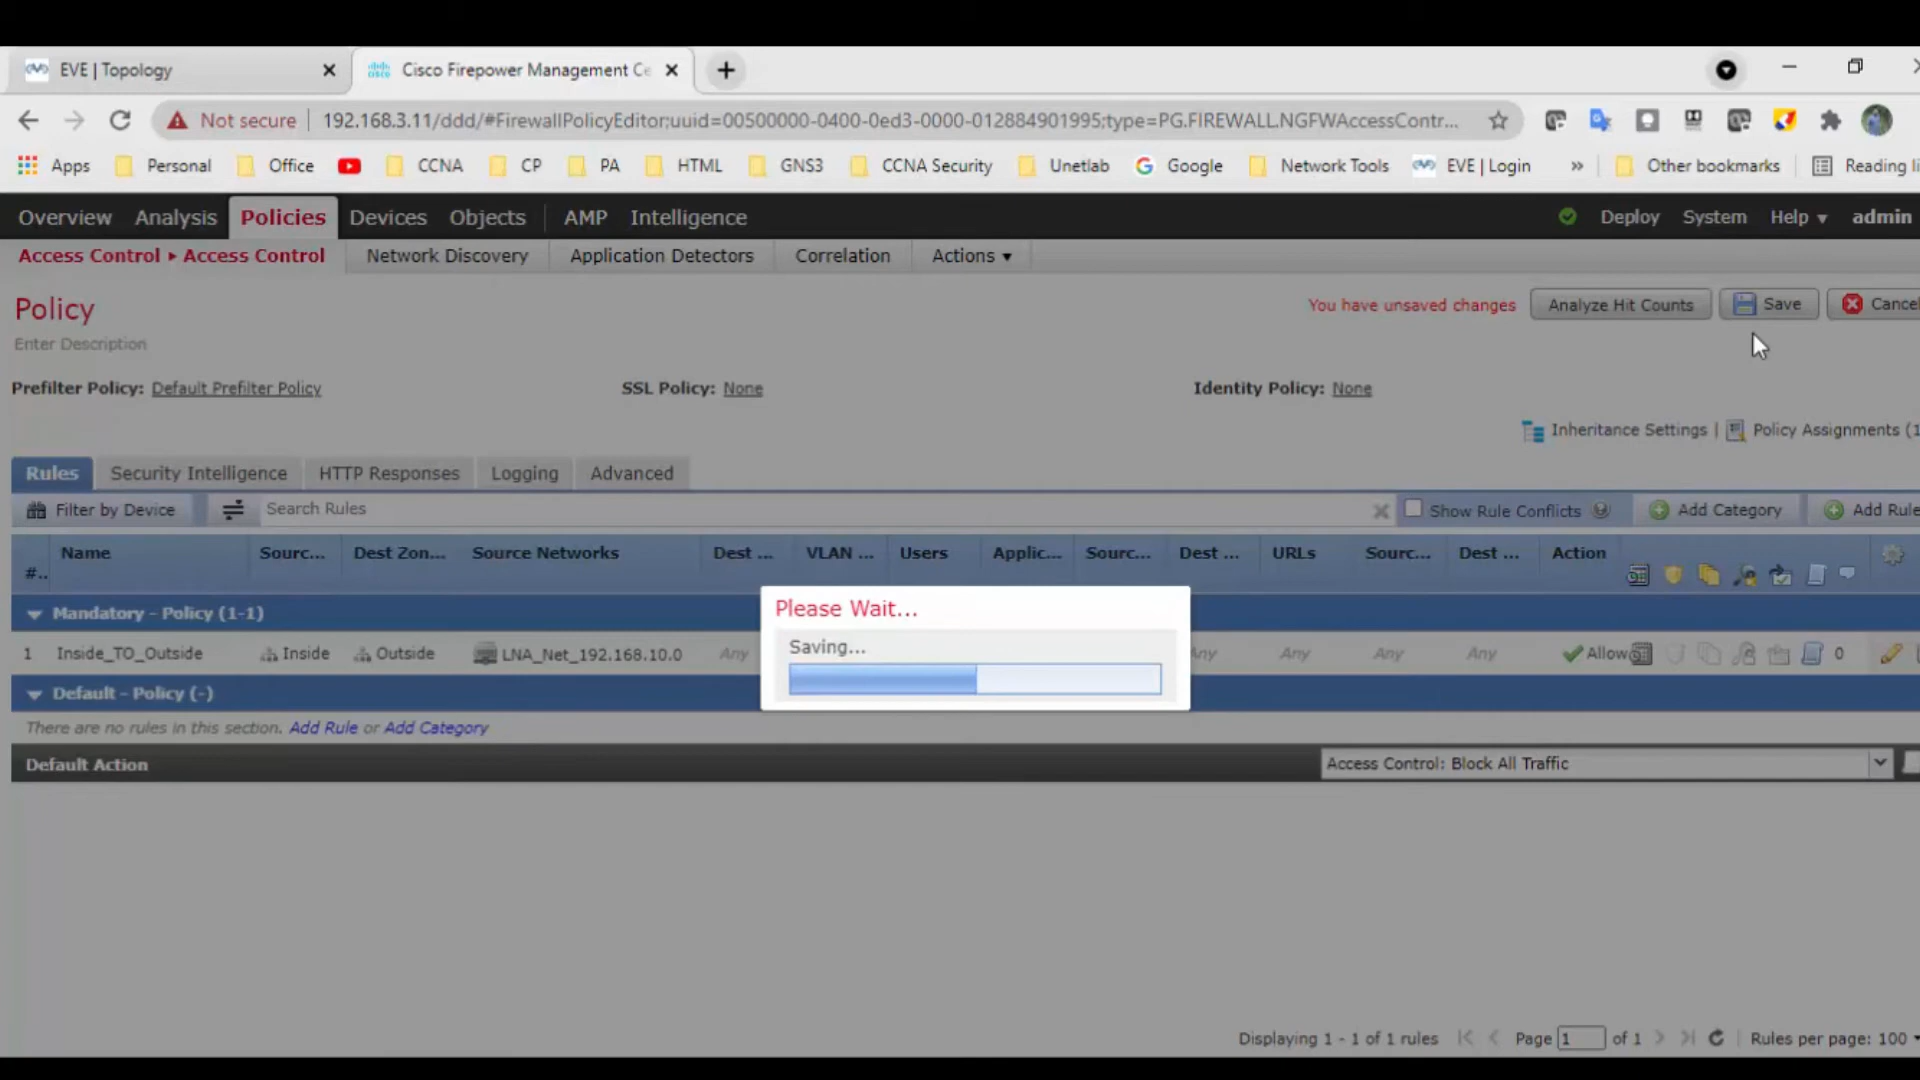 EVE | Topology
Cisco Firepower Management Ce
Not secure
192.168.3.11/ddd/#FirewallPolicyEditor;uuid=00500000-0400-0ed3-0000-012884901995;type=PG.FIREWALL.NGFWAccessContr...
Apps Personal Office CCNA CP PA HTML GNS3 CCNA Security Unetlab Google Network Tools EVE | Login » Other bookmarks Reading li
Overview Analysis Policies Devices Objects AMP Intelligence Deploy System Help ▾ admin
Access Control ▸ Access Control Network Discovery Application Detectors Correlation Actions ▾
Policy
You have unsaved changes Analyze Hit Counts Save Cancel
Enter Description
Prefilter Policy: Default Prefilter Policy SSL Policy: None Identity Policy: None
Inheritance Settings | Policy Assignments (1
Rules Security Intelligence HTTP Responses Logging Advanced
Filter by Device Search Rules Show Rule Conflicts Add Category Add Rule
#.. Name Sourc... Dest Zon... Source Networks Dest ... VLAN ... Users Applic... Sourc... Dest ... URLs Sourc... Dest ... Action
Mandatory - Policy (1-1)
1 Inside_TO_Outside Inside Outside LNA_Net_192.168.10.0 Any Any Any Any Any Allow 0
Default - Policy (-)
There are no rules in this section. Add Rule or Add Category
Default Action Access Control: Block All Traffic
Please Wait...
Saving...
Displaying 1 - 1 of 1 rules Page 1 of 1 Rules per page: 100